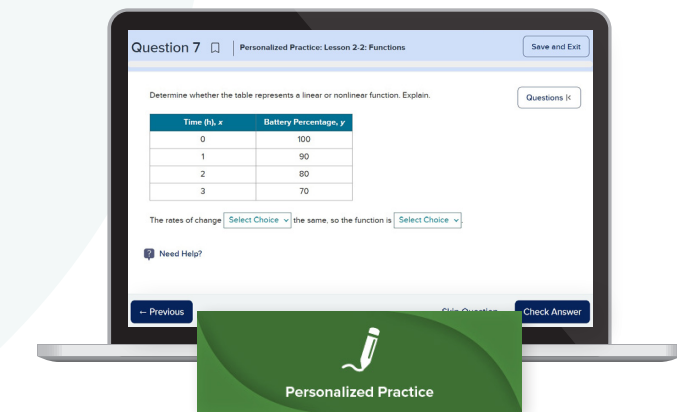 Question 7
Personalized Practice: Lesson 2-2: Functions
Save and Exit
Determine whether the table represents a linear or nonlinear function. Explain.
Questions
Time (h), x Battery Percentage, y
0 100
1 90
2 80
3 70
The rates of change Select Choice the same, so the function is Select Choice.
? Need Help?
← Previous
Skip Question
Check Answer
Personalized Practice